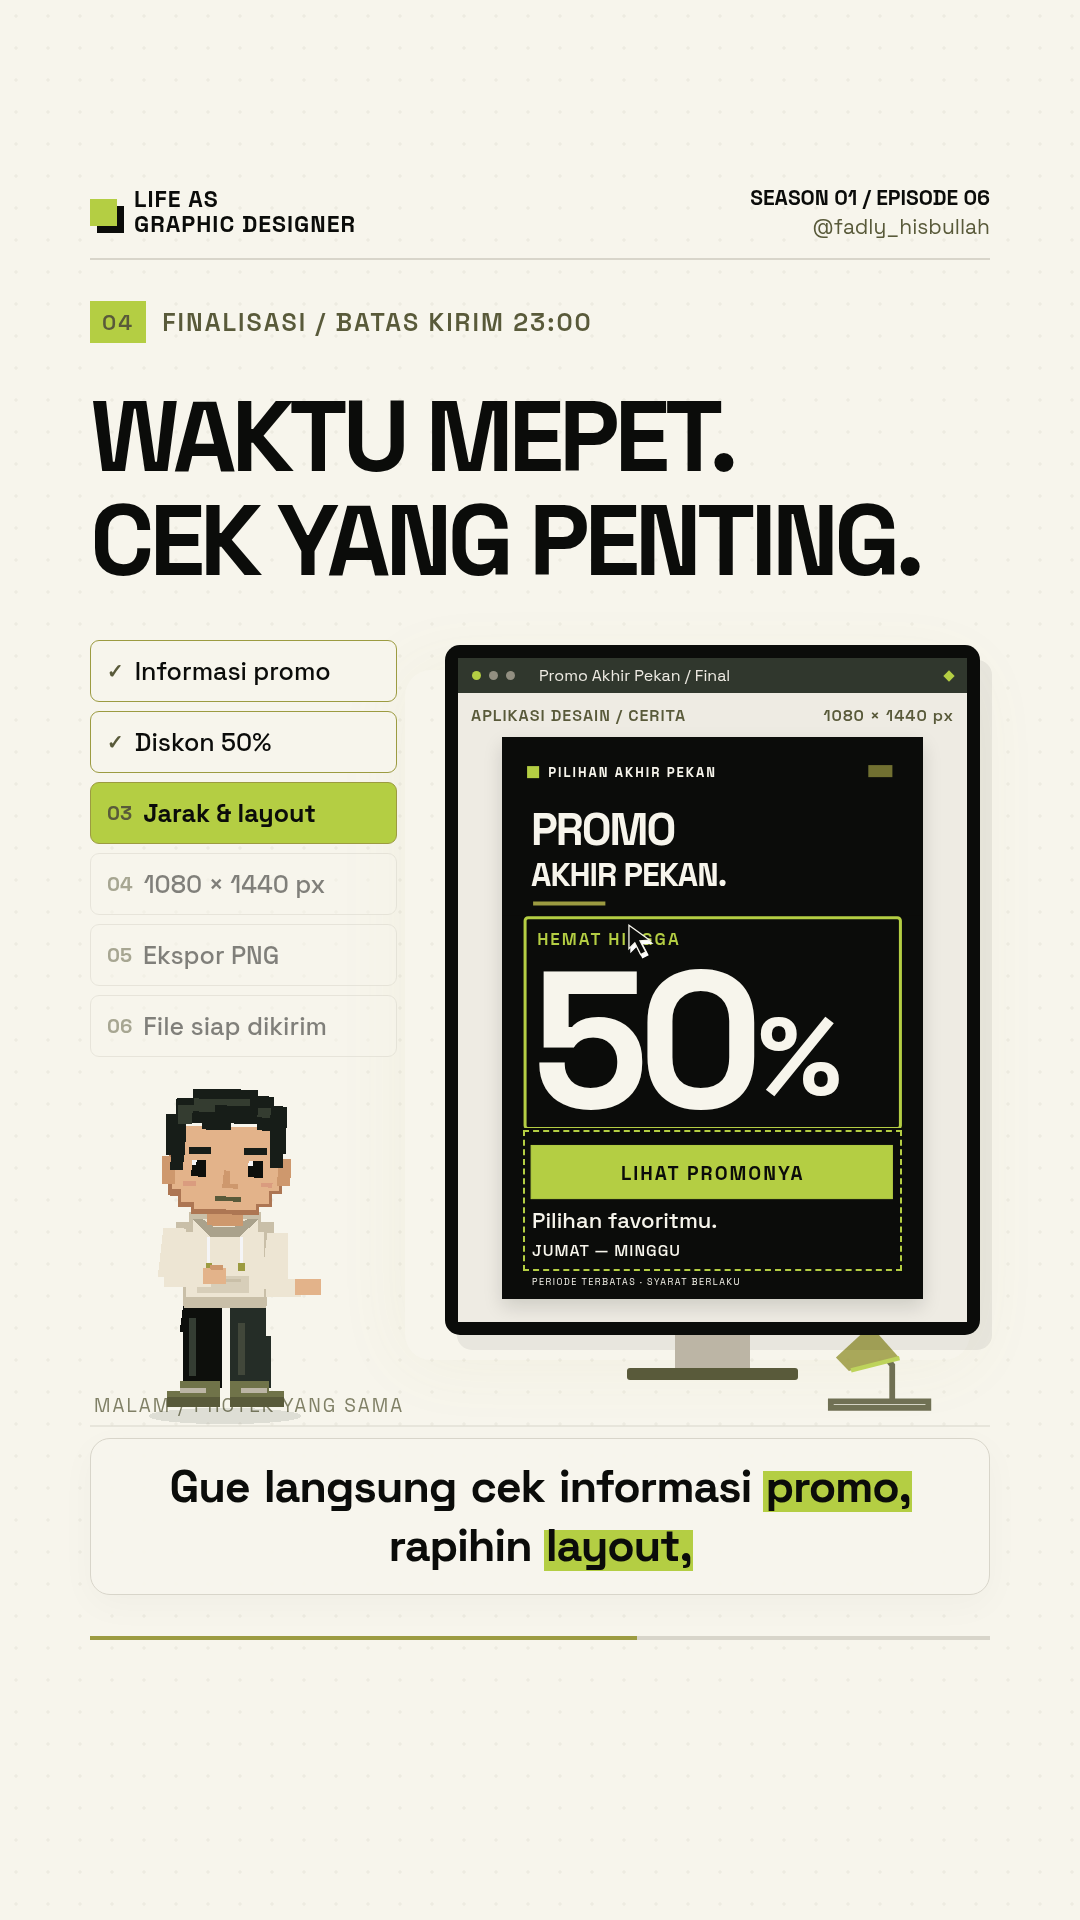 LIFE AS
GRAPHIC DESIGNER
SEASON 01 / EPISODE 06
@fadly_hisbullah
04 FINALISASI / BATAS KIRIM 23:00
WAKTU MEPET.
CEK YANG PENTING.
✓ Informasi promo
✓ Diskon 50%
03 Jarak & layout
04 1080 × 1440 px
05 Ekspor PNG
06 File siap dikirim
Promo Akhir Pekan / Final
APLIKASI DESAIN / CERITA 1080 × 1440 px
PILIHAN AKHIR PEKAN
PROMO
AKHIR PEKAN.
HEMAT HINGGA
50%
LIHAT PROMONYA
Pilihan favoritmu.
JUMAT — MINGGU
PERIODE TERBATAS · SYARAT BERLAKU
MALAM / YANG SAMA
Gue langsung cek informasi promo,
rapihin layout,